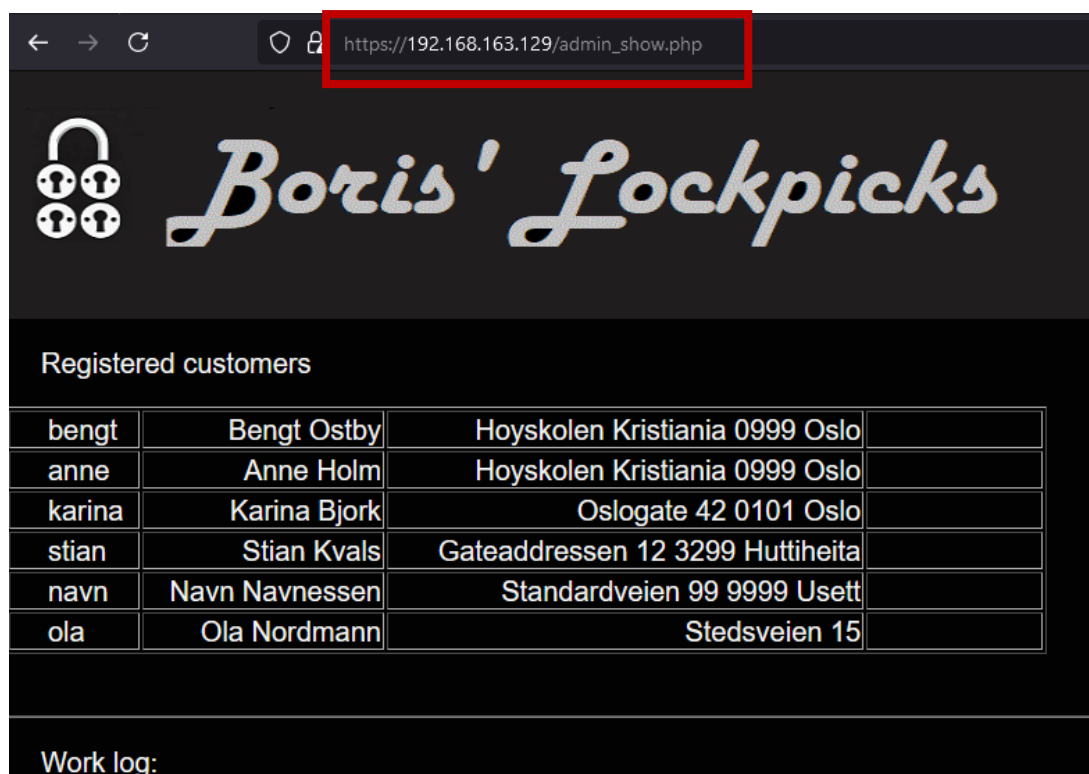 https://192.168.163.129/admin_show.php
Boris' Lockpicks
Registered customers
bengt Bengt Ostby Hoyskolen Kristiania 0999 Oslo
anne Anne Holm Hoyskolen Kristiania 0999 Oslo
karina Karina Bjork Oslogate 42 0101 Oslo
stian Stian Kvals Gateaddressen 12 3299 Huttiheita
navn Navn Navnessen Standardveien 99 9999 Usett
ola Ola Nordmann Stedsveien 15
Work log: